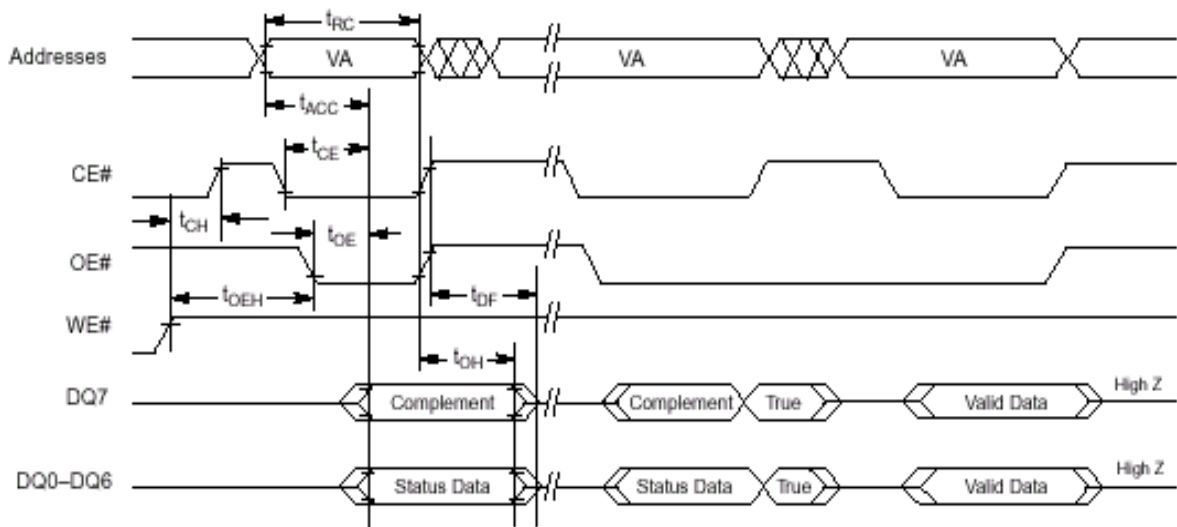 tRC
Addresses VA VA VA
tACC
tCE
CE#
tCH
tOE
OE#
tOEH
tDF
WE#
tOH
DQ7 Complement Complement True Valid Data High Z
DQ0–DQ6 Status Data Status Data True Valid Data High Z